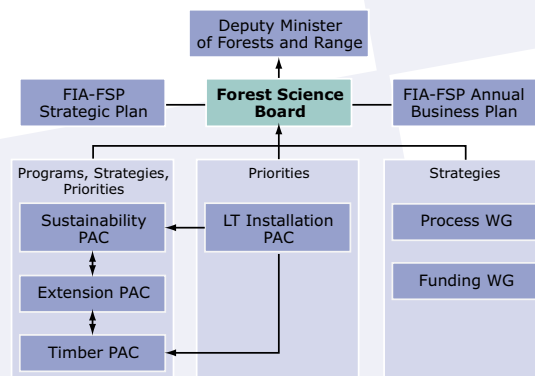 Deputy Minister
of Forests and Range
FIA-FSP
Strategic Plan
Forest Science
Board
FIA-FSP Annual
Business Plan
Programs, Strategies,
Priorities
Priorities
Strategies
Sustainability
PAC
LT Installation
PAC
Process WG
Extension PAC
Funding WG
Timber PAC